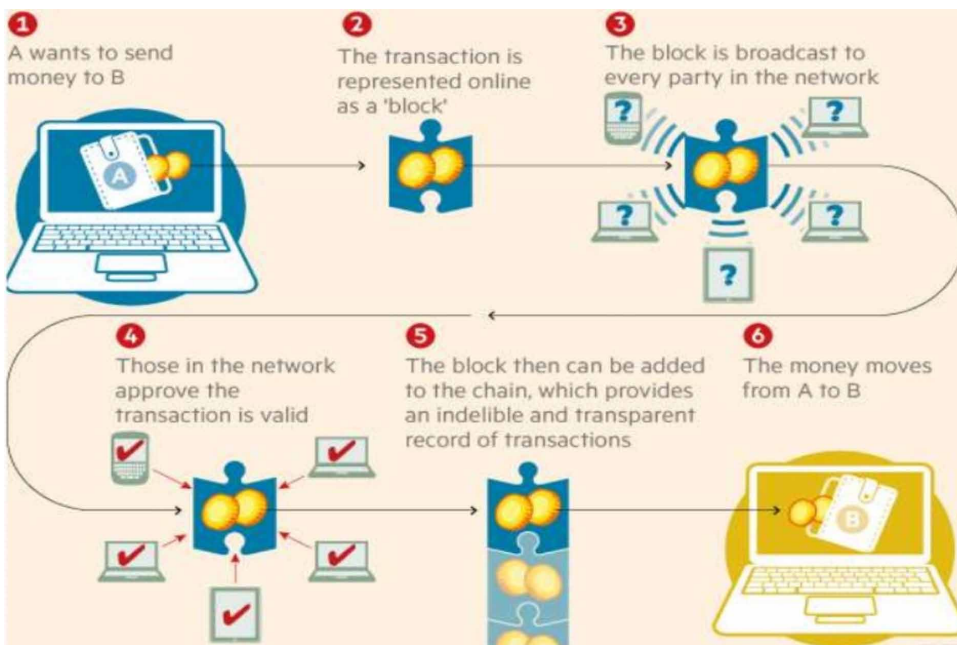 1
A wants to send
money to B
A
2
The transaction is
represented online
as a 'block'
3
The block is broadcast to
every party in the network
?
?
?
?
?
4
Those in the network
approve the
transaction is valid
5
The block then can be added
to the chain, which provides
an indelible and transparent
record of transactions
6
The money moves
from A to B
B